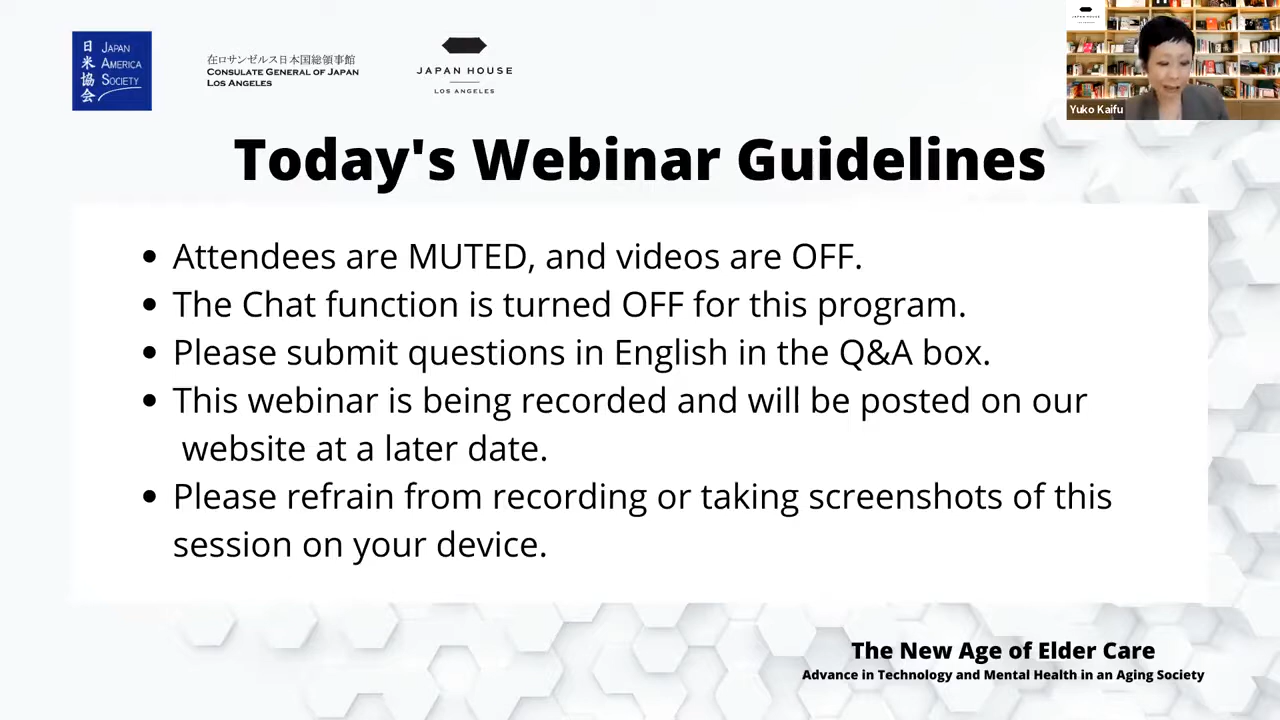 日米協会
JAPAN
AMERICA
SOCIETY
在ロサンゼルス日本国総領事館
CONSULATE GENERAL OF JAPAN
LOS ANGELES
JAPAN HOUSE
LOS ANGELES
JAPAN HOUSE
Yuko Kaifu
Today's Webinar Guidelines
• Attendees are MUTED, and videos are OFF.
• The Chat function is turned OFF for this program.
• Please submit questions in English in the Q&A box.
• This webinar is being recorded and will be posted on our
website at a later date.
• Please refrain from recording or taking screenshots of this
session on your device.
The New Age of Elder Care
Advance in Technology and Mental Health in an Aging Society